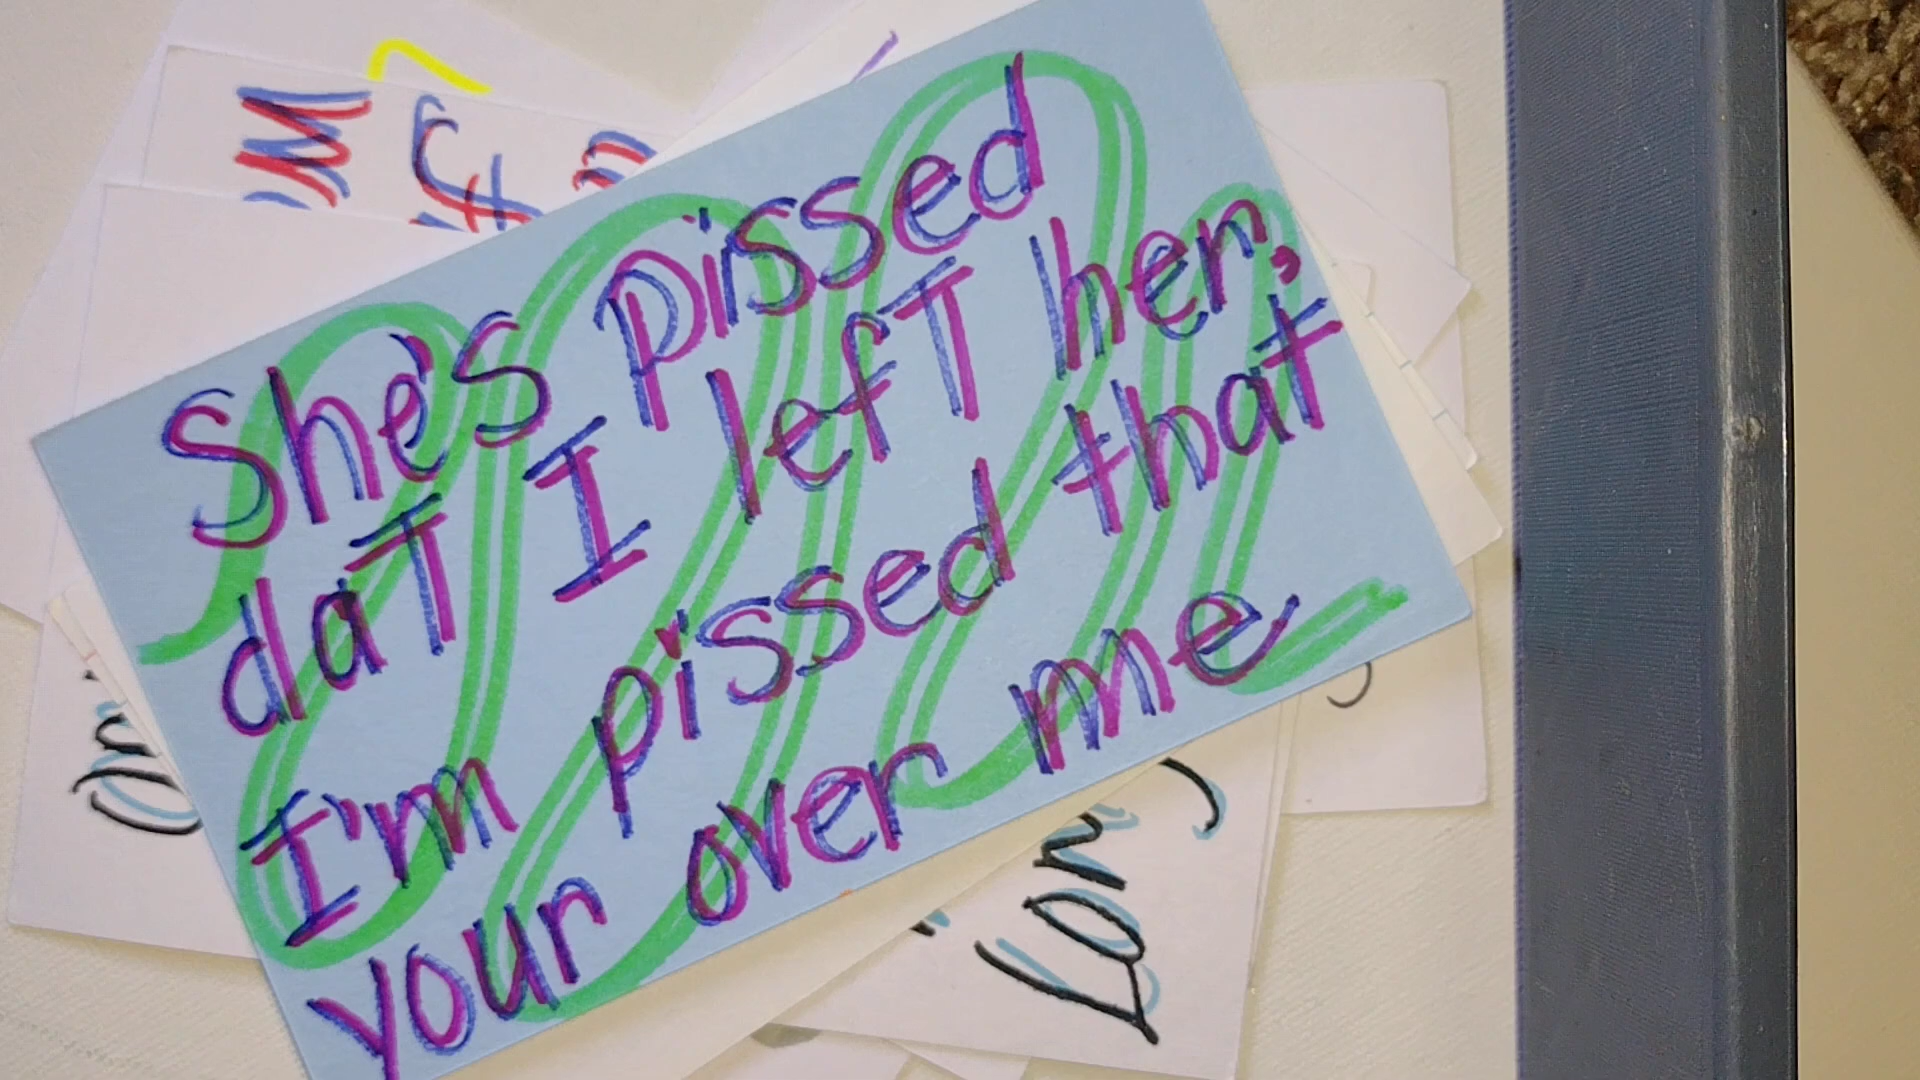 She's pissed
daT I lefT her,
I'm pissed that
your over me